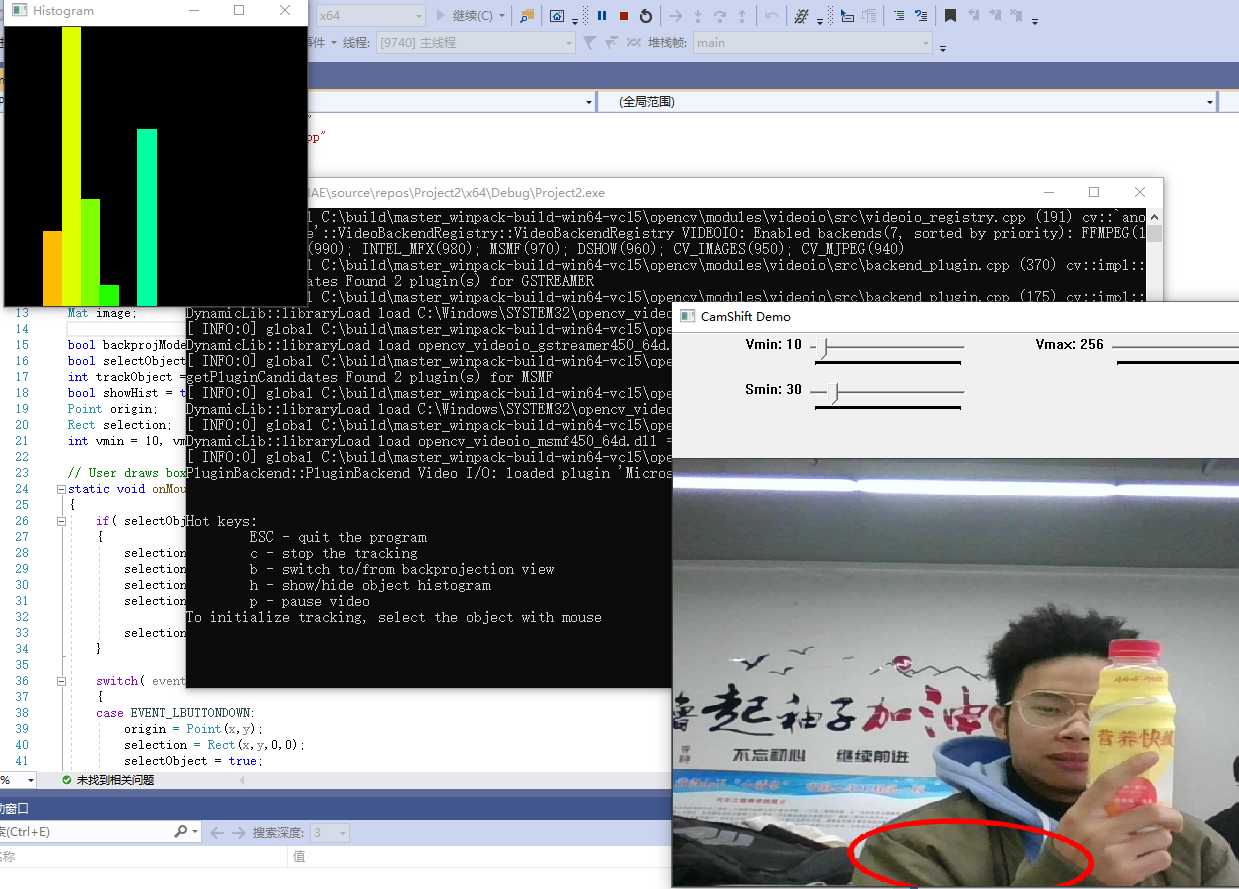 Histogram
x64
继续(C)
事件
线程:
[9740] 主线程
堆栈帧:
main
(全局范围)
pp"
IAE\source\repos\Project2\x64\Debug\Project2.exe
l C:\build\master_winpack-build-win64-vc15\opencv\modules\videoio\src\videoio_registry.cpp (191) cv::`ano
e'::VideoBackendRegistry::VideoBackendRegistry VIDEOIO: Enabled backends(7, sorted by priority): FFMPEG(1
(990); INTEL_MFX(980); MSMF(970); DSHOW(960); CV_IMAGES(950); CV_MJPEG(940)
l C:\build\master_winpack-build-win64-vc15\opencv\modules\videoio\src\backend_plugin.cpp (370) cv::impl::
ates Found 2 plugin(s) for GSTREAMER
l C:\build\master_winpack-build-win64-vc15\opencv\modules\videoio\src\backend_plugin.cpp (175) cv::impl::
DynamicLib::libraryLoad load C:\Windows\SYSTEM32\opencv_video
[ INFO:0] global C:\build\master_winpack-build-win64-vc15\ope
DynamicLib::libraryLoad load opencv_videoio_gstreamer450_64d.
[ INFO:0] global C:\build\master_winpack-build-win64-vc15\ope
getPluginCandidates Found 2 plugin(s) for MSMF
[ INFO:0] global C:\build\master_winpack-build-win64-vc15\ope
DynamicLib::libraryLoad load C:\Windows\SYSTEM32\opencv_video
[ INFO:0] global C:\build\master_winpack-build-win64-vc15\ope
DynamicLib::libraryLoad load opencv_videoio_msmf450_64d.dll =
[ INFO:0] global C:\build\master_winpack-build-win64-vc15\ope
PluginBackend::PluginBackend Video I/O: loaded plugin 'Micros
Hot keys:
ESC - quit the program
c - stop the tracking
b - switch to/from backprojection view
h - show/hide object histogram
p - pause video
To initialize tracking, select the object with mouse
13 Mat image;
14
15 bool backprojMode
16 bool selectObject
17 int trackObject =
18 bool showHist = t
19 Point origin;
20 Rect selection;
21 int vmin = 10, vm
22
23 // User draws box
24 static void onMou
25 {
26 if( selectObj
27 {
28 selection
29 selection
30 selection
31 selection
32
33 selection
34 }
35
36 switch( event
37 {
38 case EVENT_LBUTTONDOWN:
39 origin = Point(x,y);
40 selection = Rect(x,y,0,0);
41 selectObject = true;
%
未找到相关问题
动窗口
索(Ctrl+E)
搜索深度:
3
名称
值
CamShift Demo
Vmin: 10
Vmax: 256
Smin: 30
撸起袖子加油
不忘初心 继续前进
营养快线